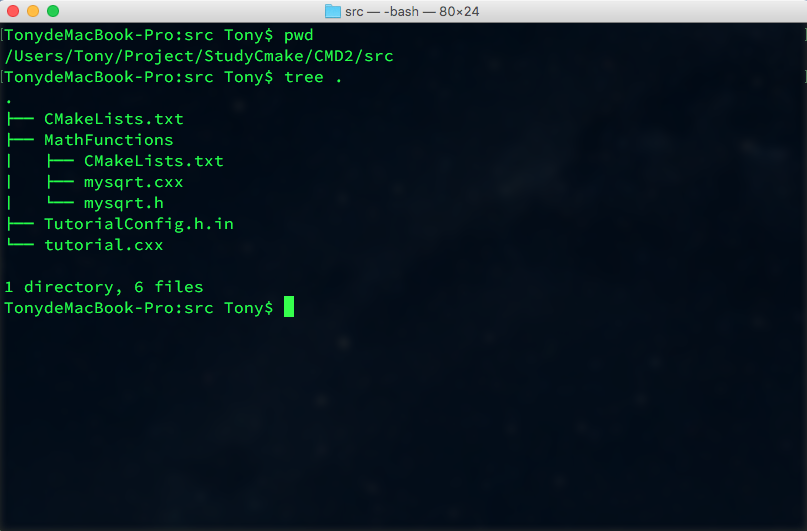 src — -bash — 80×24
TonydeMacBook-Pro:src Tony$ pwd
/Users/Tony/Project/StudyCmake/CMD2/src
TonydeMacBook-Pro:src Tony$ tree .
.
├── CMakeLists.txt
├── MathFunctions
│   ├── CMakeLists.txt
│   ├── mysqrt.cxx
│   └── mysqrt.h
├── TutorialConfig.h.in
└── tutorial.cxx
1 directory, 6 files
TonydeMacBook-Pro:src Tony$